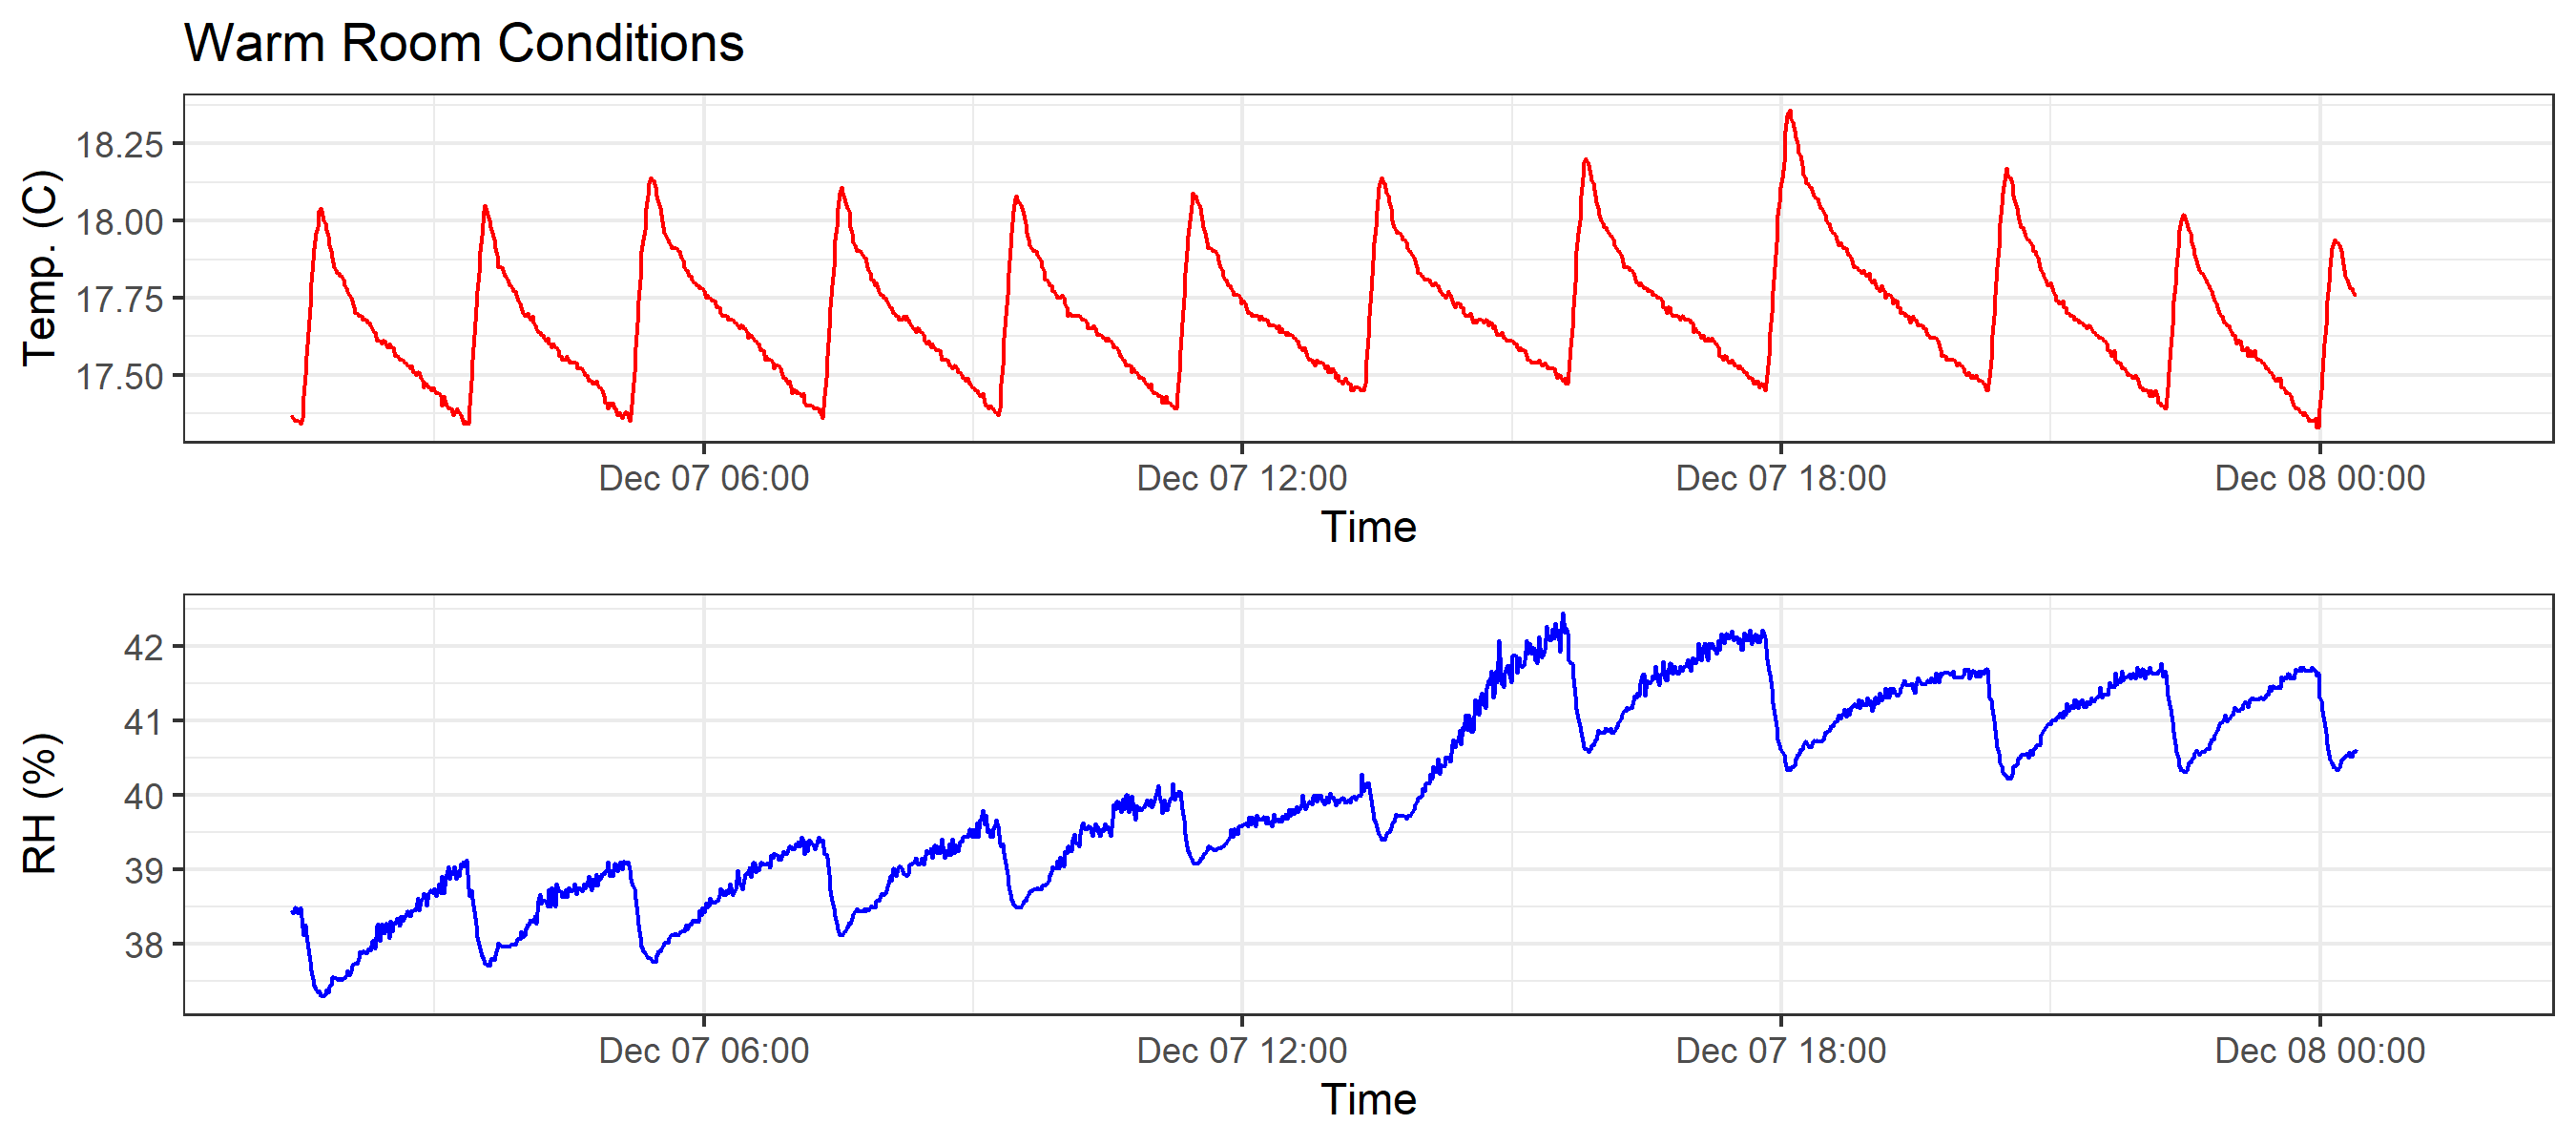 Warm Room Conditions
Temp. (C)
18.25
18.00
17.75
17.50
Dec 07 06:00 Dec 07 12:00 Dec 07 18:00 Dec 08 00:00
Time
RH (%)
42
41
40
39
38
Dec 07 06:00 Dec 07 12:00 Dec 07 18:00 Dec 08 00:00
Time